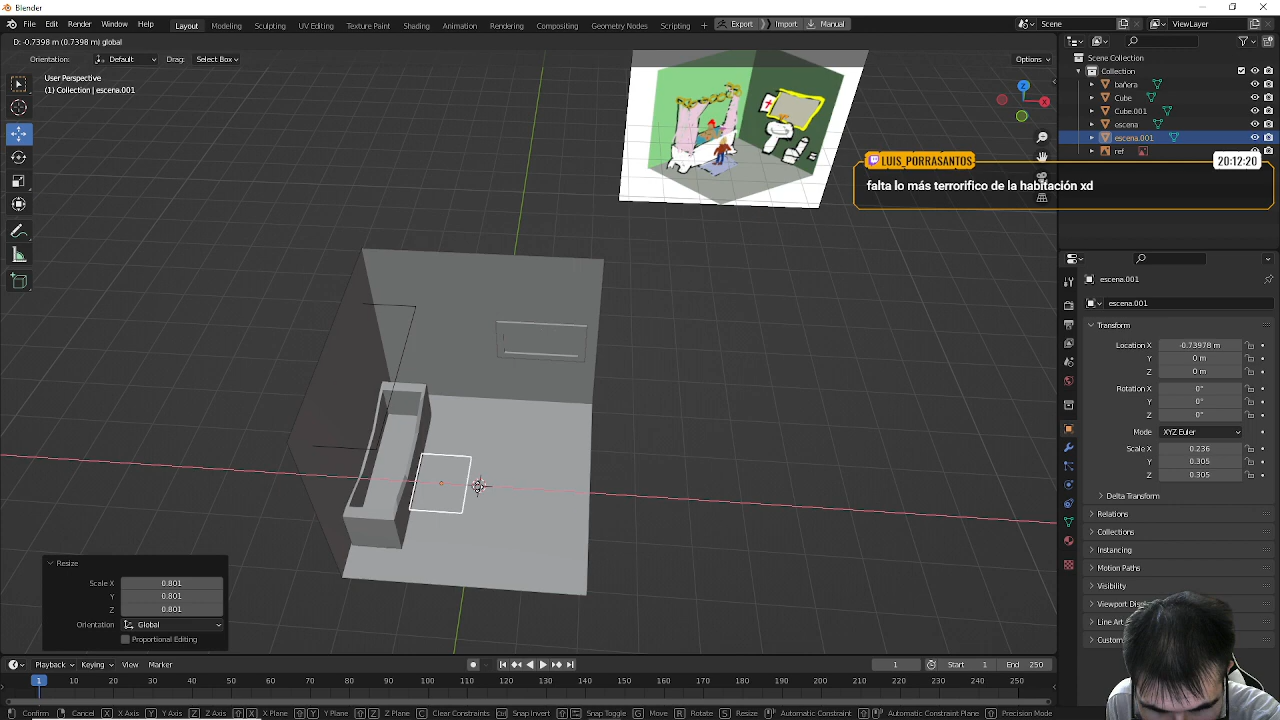 Blender
File Edit Render Window Help Layout Modeling Sculpting UV Editing Texture Paint Shading Animation Rendering Compositing Geometry Nodes Scripting + Export Import Manual Scene ViewLayer
D: -0.7398 m (0.7398 m) global
Orientation: Default Drag: Select Box Options
User Perspective
(1) Collection | escena.001
Scene Collection
Collection
bañera
Cube
Cube.001
escena
escena.001
ref
LUIS_PORRASANTOS 20:12:20
falta lo más terrorifico de la habitación xd
escena.001
escena.001
Transform
Location X -0.73978 m
Y 0 m
Z 0 m
Rotation X 0°
Y 0°
Z 0°
Mode XYZ Euler
Scale X 0.236
Y 0.305
Z 0.305
Delta Transform
Relations
Collections
Instancing
Motion Paths
Visibility
Viewport Displ
Line Art
Custom
Resize
Scale X 0.801
Y 0.801
Z 0.801
Orientation Global
Proportional Editing
Playback Keying View Marker 1 Start 1 End 250
1 10 20 30 40 50 60 70 80 90 100 110 120 130 140 150 160 170 180 190 200 210 220 230 240 250
Confirm Cancel X X Axis Y Y Axis Z Z Axis X X Plane Y Y Plane Z Z Plane C Clear Constraints Snap Invert Snap Toggle G Move R Rotate S Resize Automatic Constraint Automatic Constraint Plane Precision Mode